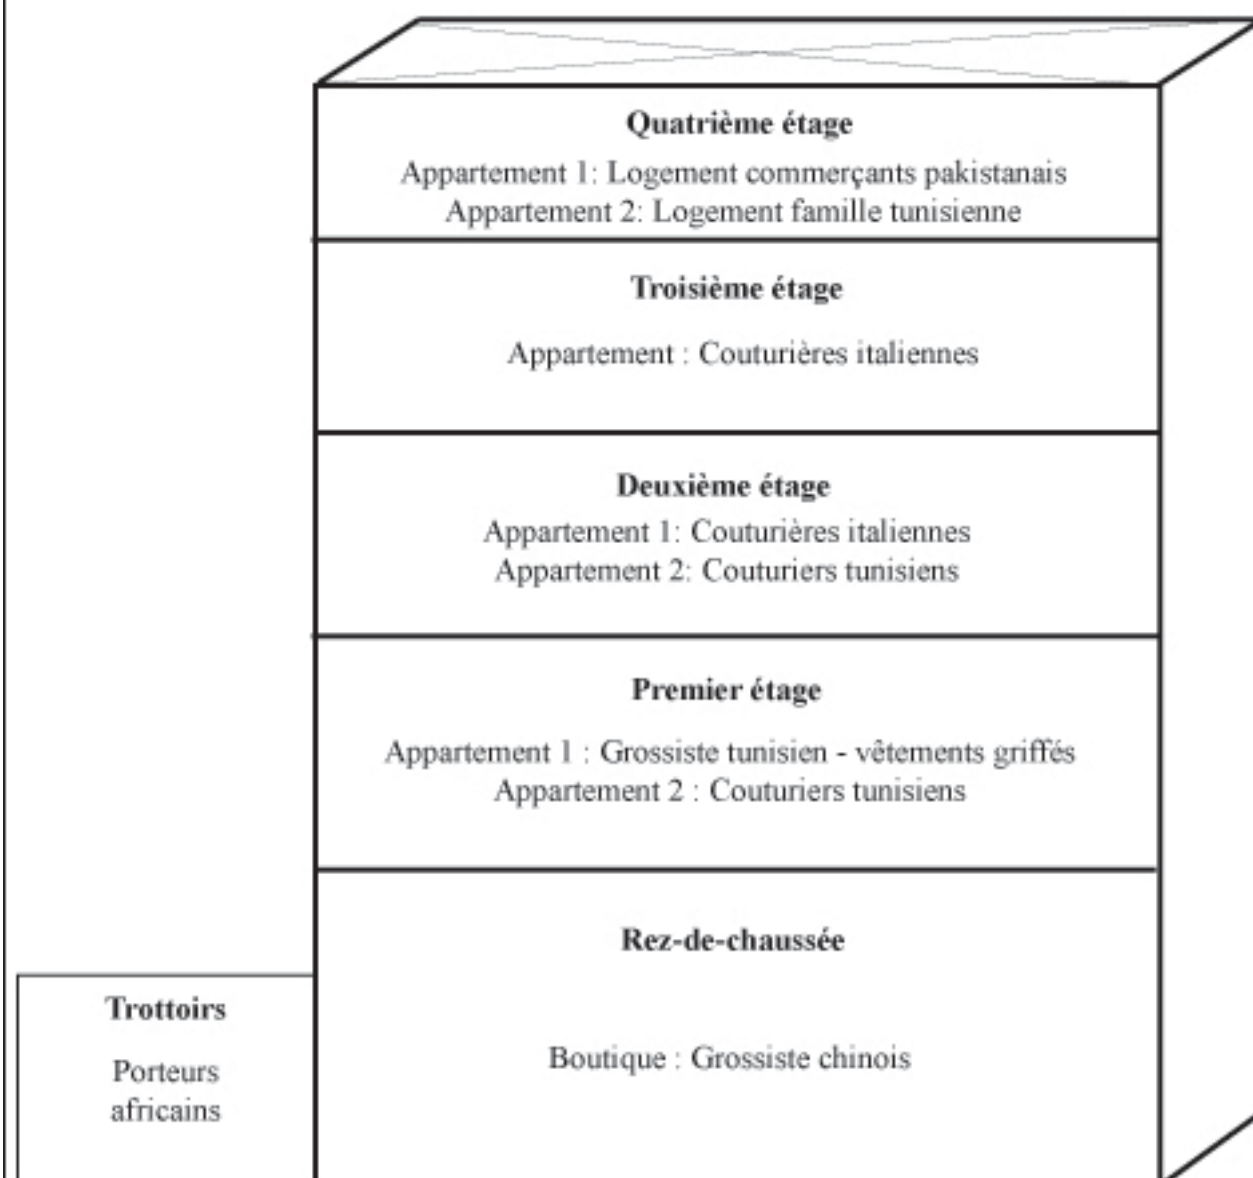 Quatrième étage
Appartement 1: Logement commerçants pakistanais
Appartement 2: Logement famille tunisienne
Troisième étage
Appartement : Couturières italiennes
Deuxième étage
Appartement 1: Couturières italiennes
Appartement 2: Couturiers tunisiens
Premier étage
Appartement 1 : Grossiste tunisien - vêtements griffés
Appartement 2 : Couturiers tunisiens
Rez-de-chaussée
Boutique : Grossiste chinois
Trottoirs
Porteurs
africains